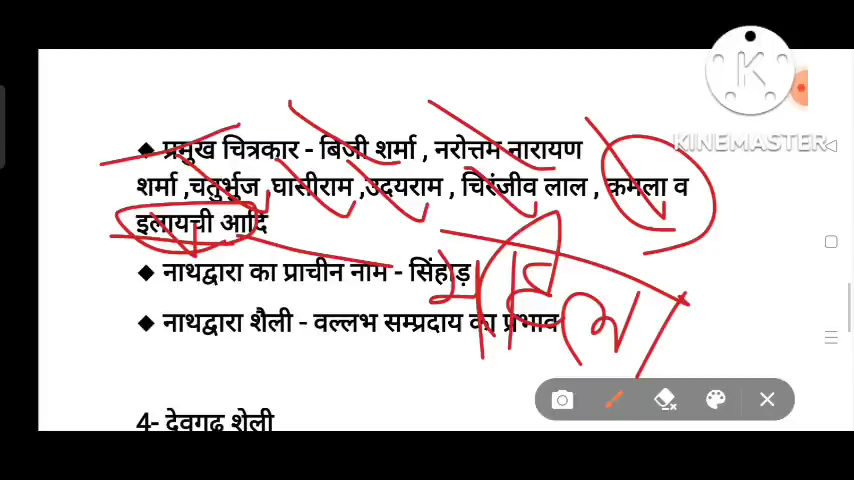 KINEMASTER
◆ प्रमुख चित्रकार - बिजी शर्मा , नरोत्तम नारायण
शर्मा ,चतुर्भुज ,घासीराम ,उदयराम , चिरंजीव लाल , कमला व
इलायची आदि
◆ नाथद्वारा का प्राचीन नाम - सिंहाड़
◆ नाथद्वारा शैली - वल्लभ सम्प्रदाय का प्रभाव
महिला
4- देवगढ शेली